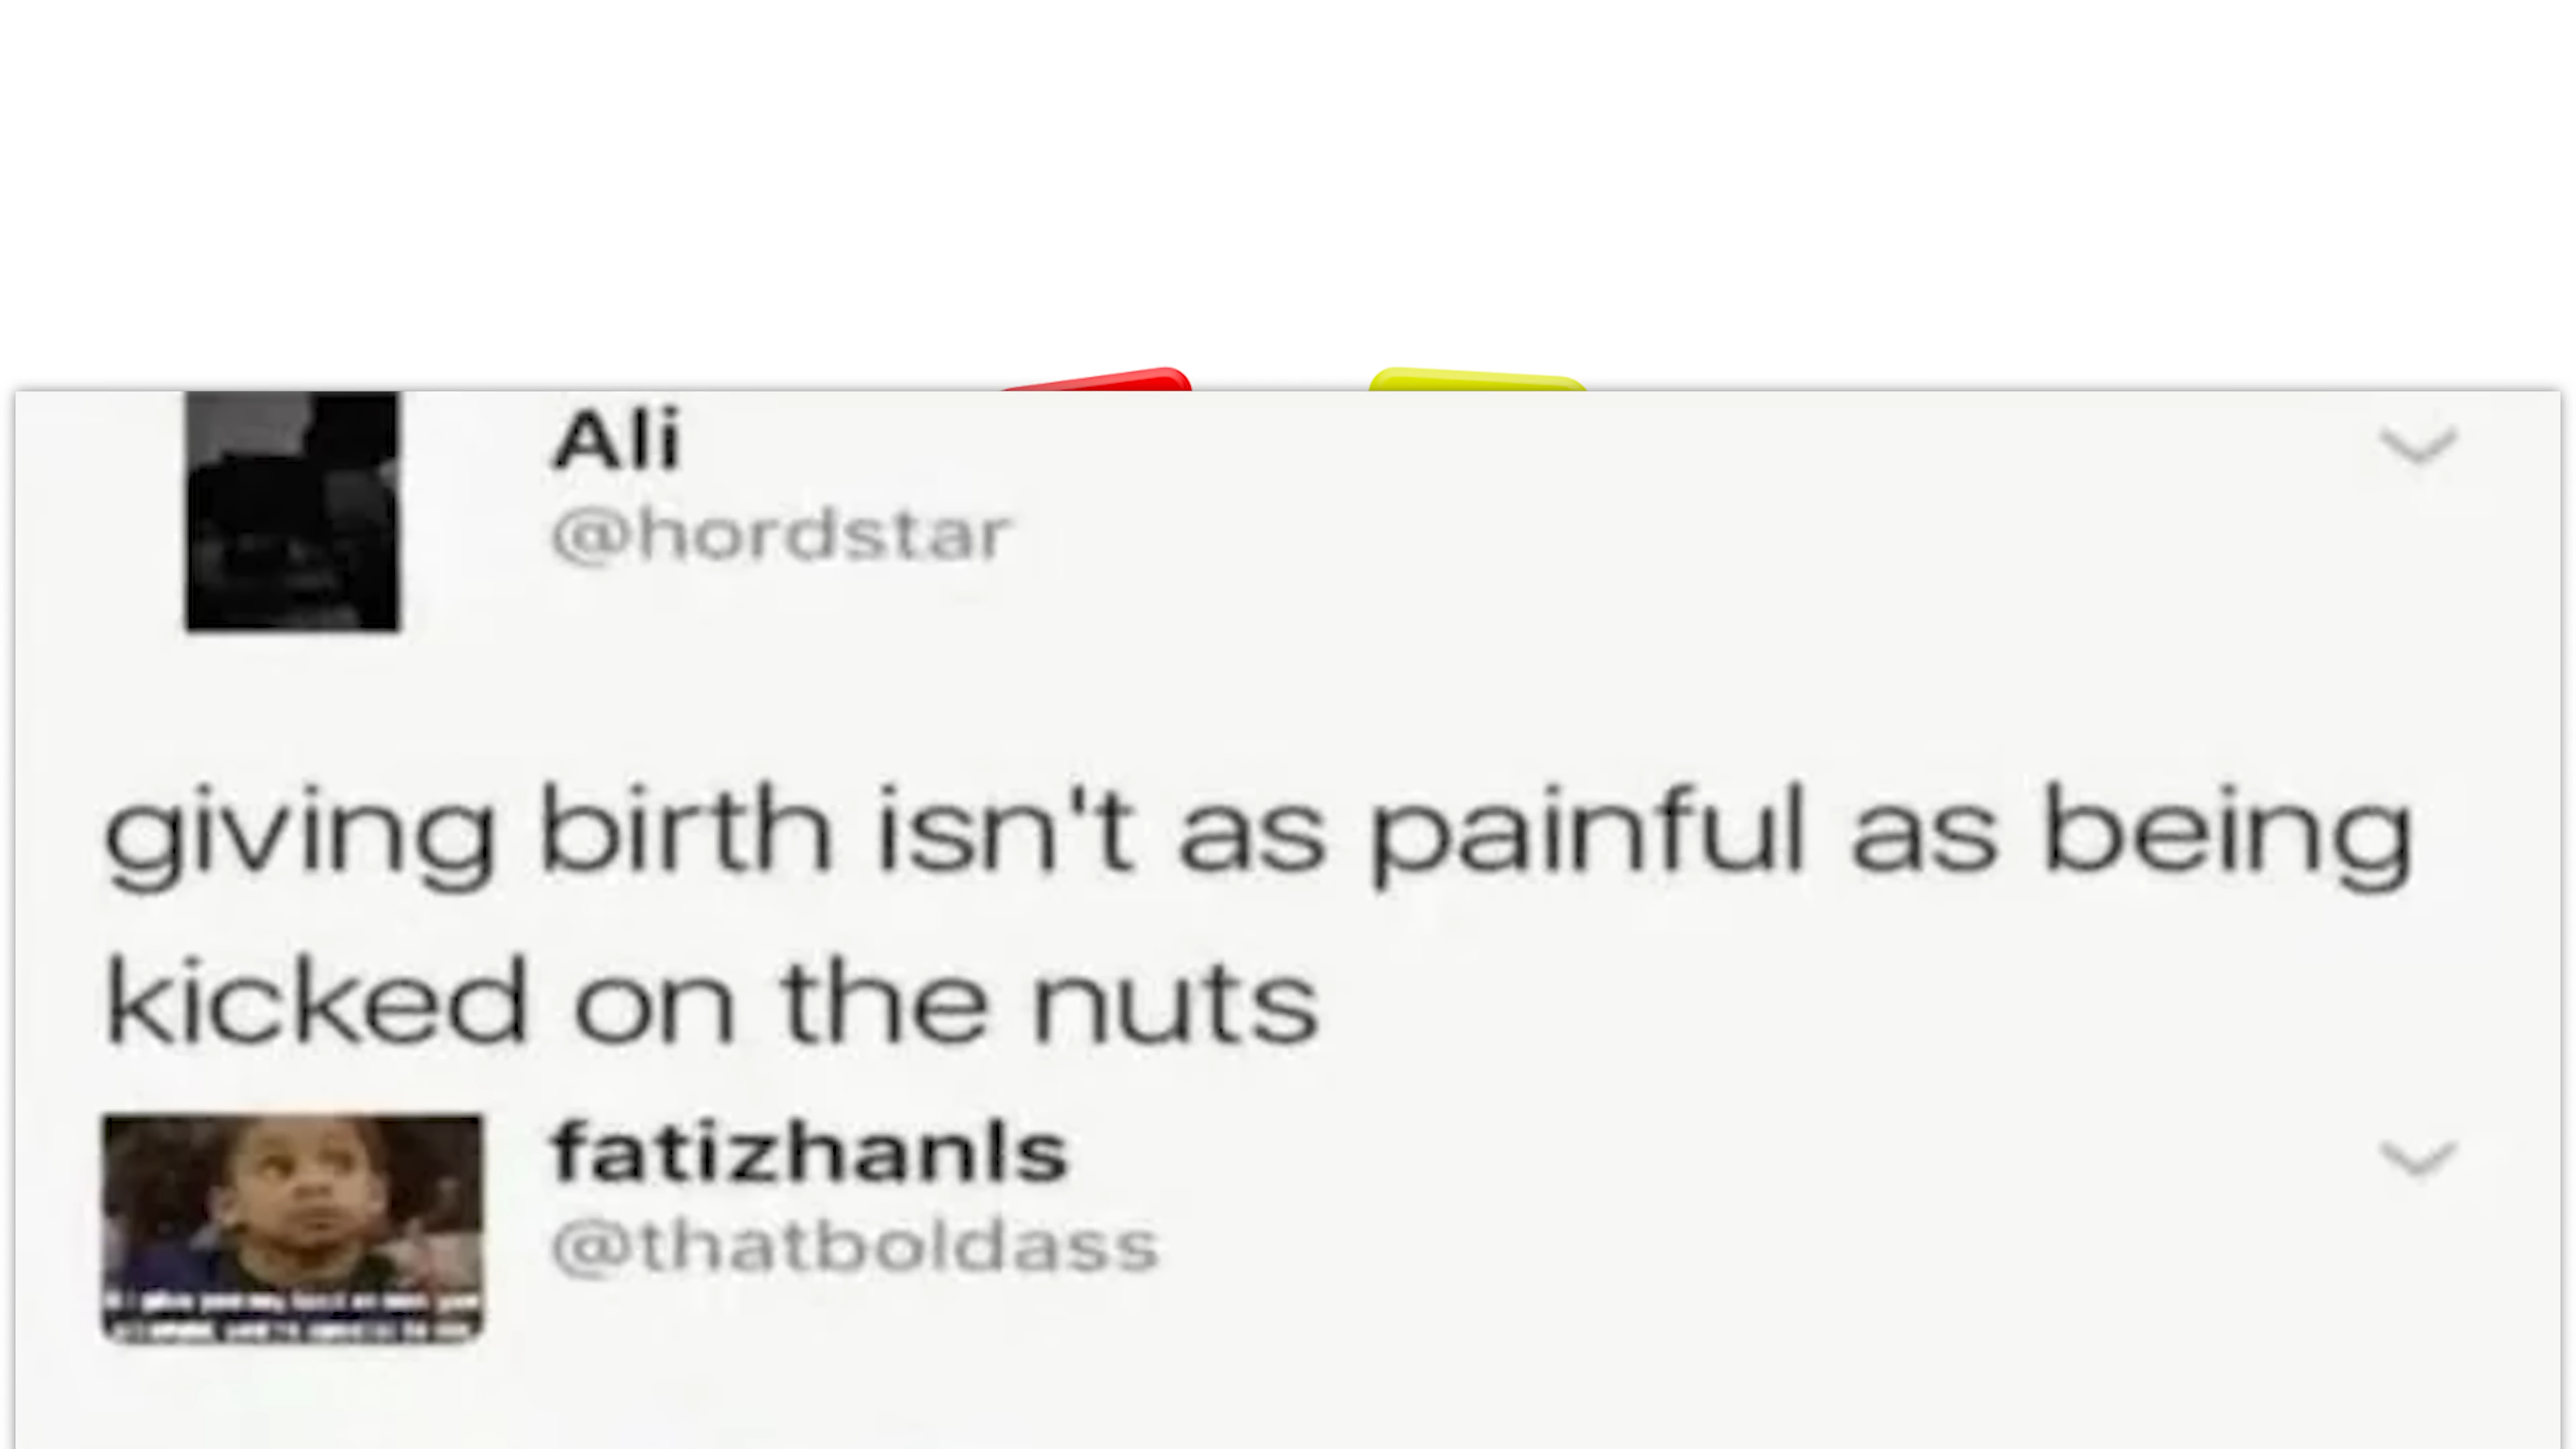 Ali
@hordstar
giving birth isn't as painful as being
kicked on the nuts
fatizhanls
@thatboldass